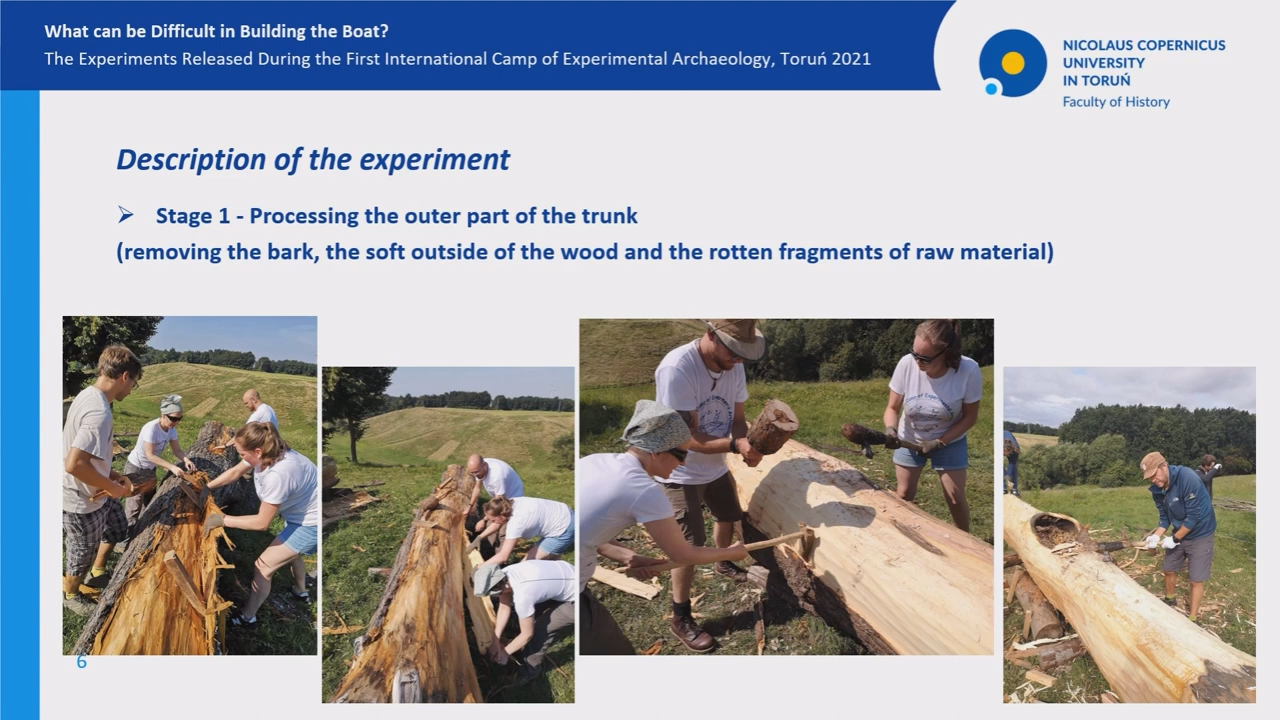 What can be Difficult in Building the Boat?
The Experiments Released During the First International Camp of Experimental Archaeology, Toruń 2021
NICOLAUS COPERNICUS
UNIVERSITY
IN TORUŃ
Faculty of History
Description of the experiment
➢ Stage 1 - Processing the outer part of the trunk
(removing the bark, the soft outside of the wood and the rotten fragments of raw material)
6